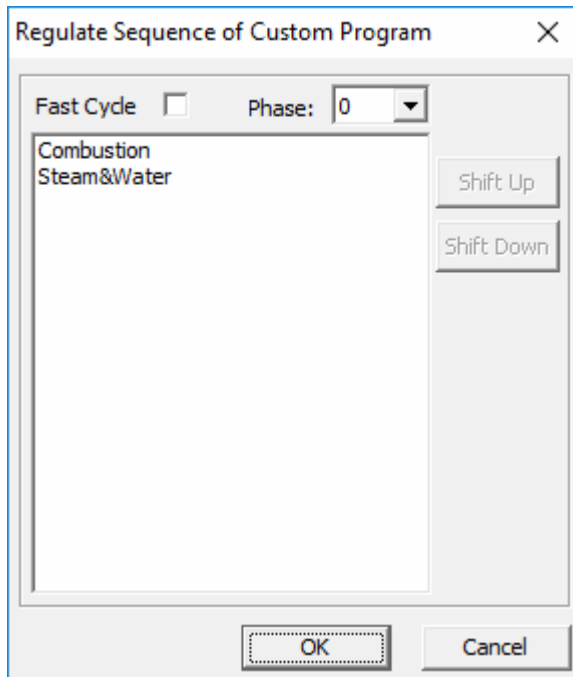 Regulate Sequence of Custom Program
Fast Cycle Phase: 0
Combustion
Steam&Water
Shift Up
Shift Down
OK Cancel